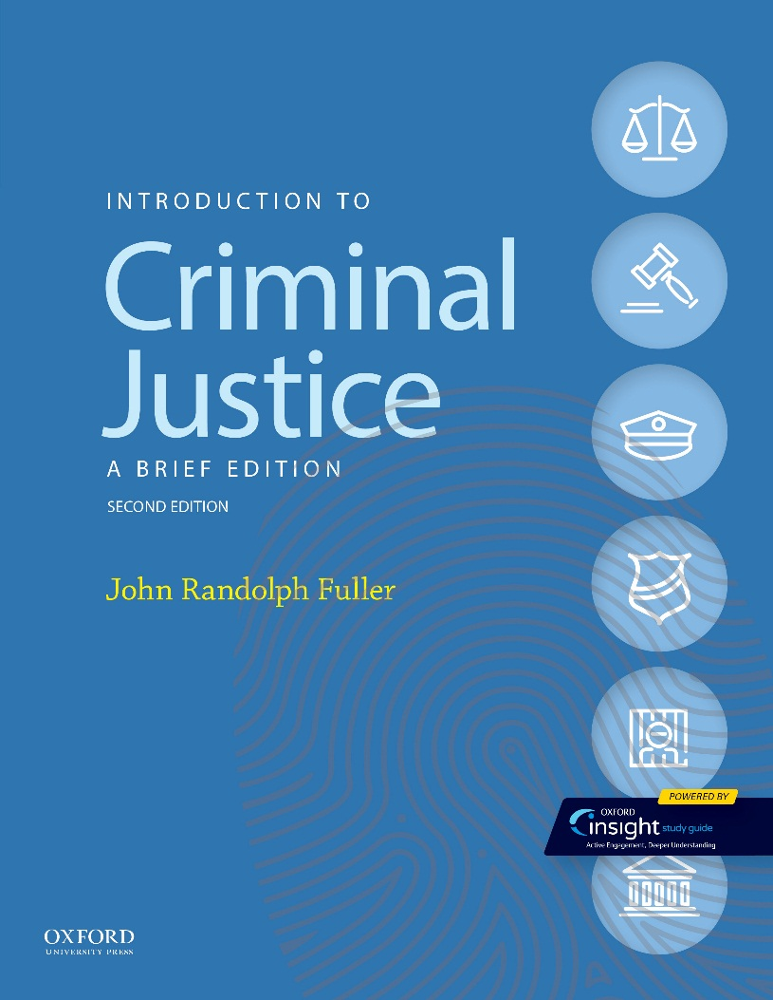 INTRODUCTION TO
Criminal
Justice
A BRIEF EDITION
SECOND EDITION
John Randolph Fuller
POWERED BY
OXFORD
insight study guide
Active Engagement, Deeper Understanding
OXFORD
UNIVERSITY PRESS